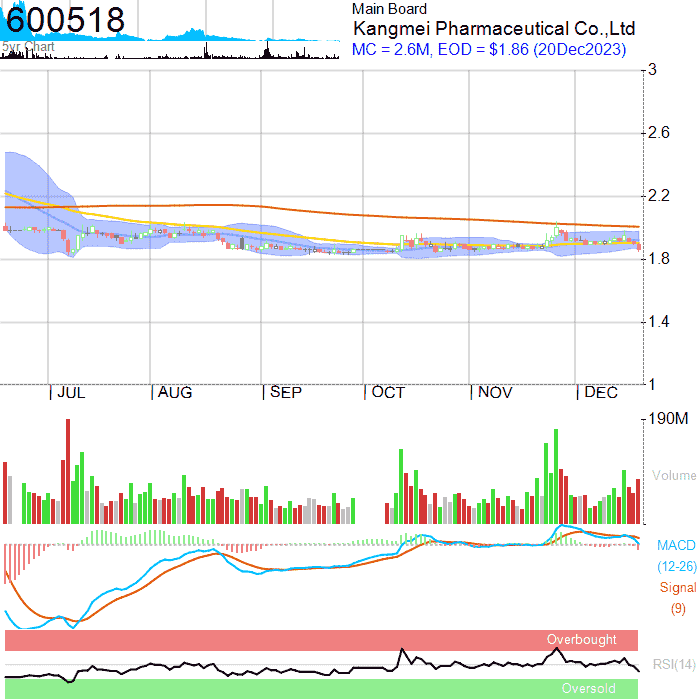 600518
5yr Chart
Main Board
Kangmei Pharmaceutical Co.,Ltd
MC = 2.6M, EOD = $1.86 (20Dec2023)
3
2.6
2.2
1.8
1.4
1
JUL AUG SEP OCT NOV DEC
190M
Volume
MACD
(12-26)
Signal
(9)
Overbought
RSI(14)
Oversold